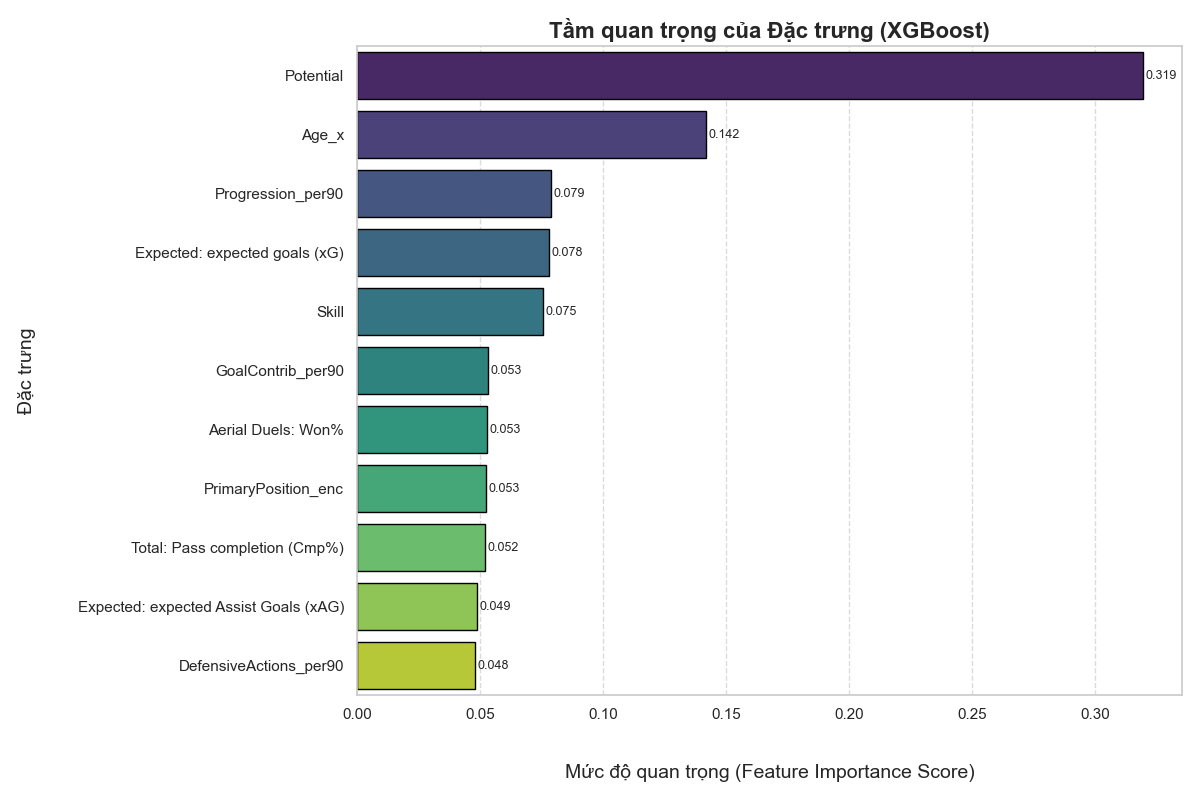 Tầm quan trọng của Đặc trưng (XGBoost)
Đặc trưng
Potential 0.319
Age_x 0.142
Progression_per90 0.079
Expected: expected goals (xG) 0.078
Skill 0.075
GoalContrib_per90 0.053
Aerial Duels: Won% 0.053
PrimaryPosition_enc 0.053
Total: Pass completion (Cmp%) 0.052
Expected: expected Assist Goals (xAG) 0.049
DefensiveActions_per90 0.048
0.00 0.05 0.10 0.15 0.20 0.25 0.30
Mức độ quan trọng (Feature Importance Score)